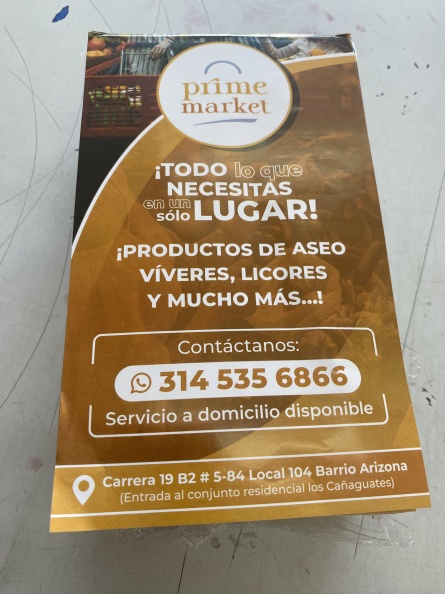 prime
market
¡TODO lo que
NECESITAS
en un
sólo LUGAR!
¡PRODUCTOS DE ASEO
VÍVERES, LICORES
Y MUCHO MÁS...!
Contáctanos:
314 535 6866
Servicio a domicilio disponible
Carrera 19 B2 # 5-84 Local 104 Barrio Arizona
(Entrada al conjunto residencial los Cañaguates)